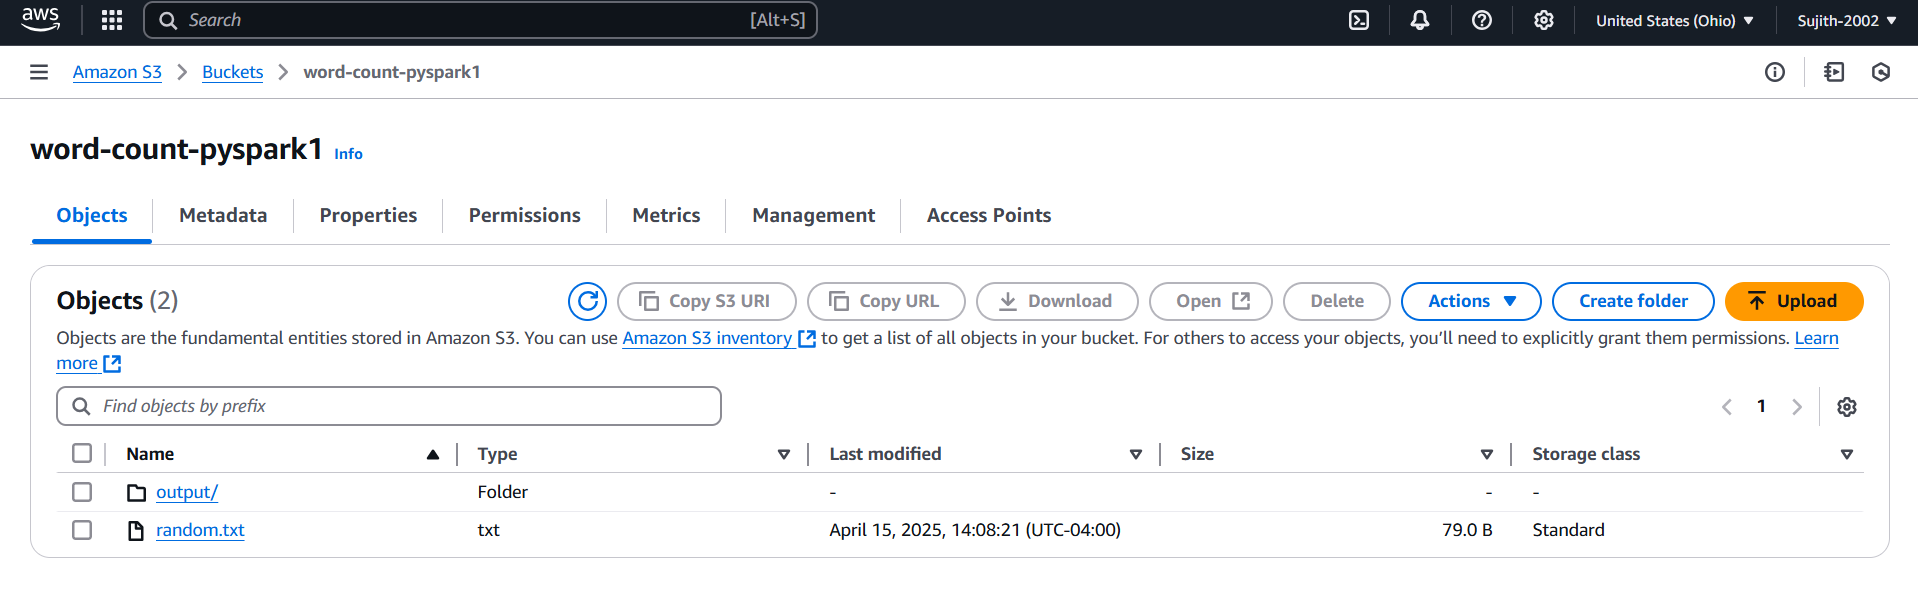 aws Search [Alt+S] United States (Ohio) Sujith-2002
Amazon S3 Buckets word-count-pyspark1
word-count-pyspark1 Info
Objects Metadata Properties Permissions Metrics Management Access Points
Objects (2) Copy S3 URI Copy URL Download Open Delete Actions Create folder Upload
Objects are the fundamental entities stored in Amazon S3. You can use Amazon S3 inventory to get a list of all objects in your bucket. For others to access your objects, you'll need to explicitly grant them permissions. Learn
more
Find objects by prefix 1
Name Type Last modified Size Storage class
output/ Folder - - -
random.txt txt April 15, 2025, 14:08:21 (UTC-04:00) 79.0 B Standard